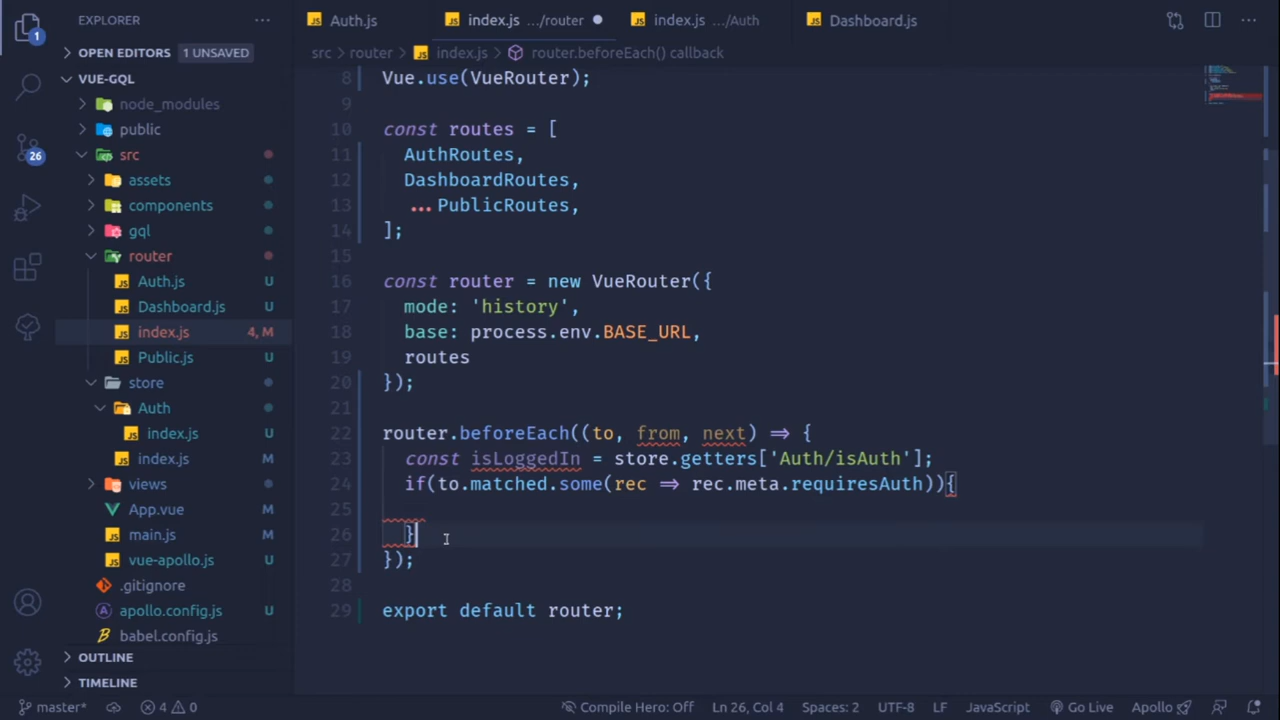 EXPLORER
Auth.js
index.js .../router
index.js .../Auth
Dashboard.js
OPEN EDITORS 1 UNSAVED
src router index.js router.beforeEach() callback
1
VUE-GQL
node_modules
public
26
src
assets
components
gql
router
Auth.js U
Dashboard.js U
index.js 4, M
Public.js U
store
Auth
index.js U
index.js M
views
App.vue M
main.js M
vue-apollo.js U
.gitignore
apollo.config.js U
babel.config.js
OUTLINE
TIMELINE
8 Vue.use(VueRouter);
9
10 const routes = [
11 AuthRoutes,
12 DashboardRoutes,
13 ...PublicRoutes,
14 ];
15
16 const router = new VueRouter({
17 mode: 'history',
18 base: process.env.BASE_URL,
19 routes
20 });
21
22 router.beforeEach((to, from, next) => {
23 const isLoggedIn = store.getters['Auth/isAuth'];
24 if(to.matched.some(rec => rec.meta.requiresAuth)){
25
26 }
27 });
28
29 export default router;
master* 4 0 Compile Hero: Off Ln 26, Col 4 Spaces: 2 UTF-8 LF JavaScript Go Live Apollo